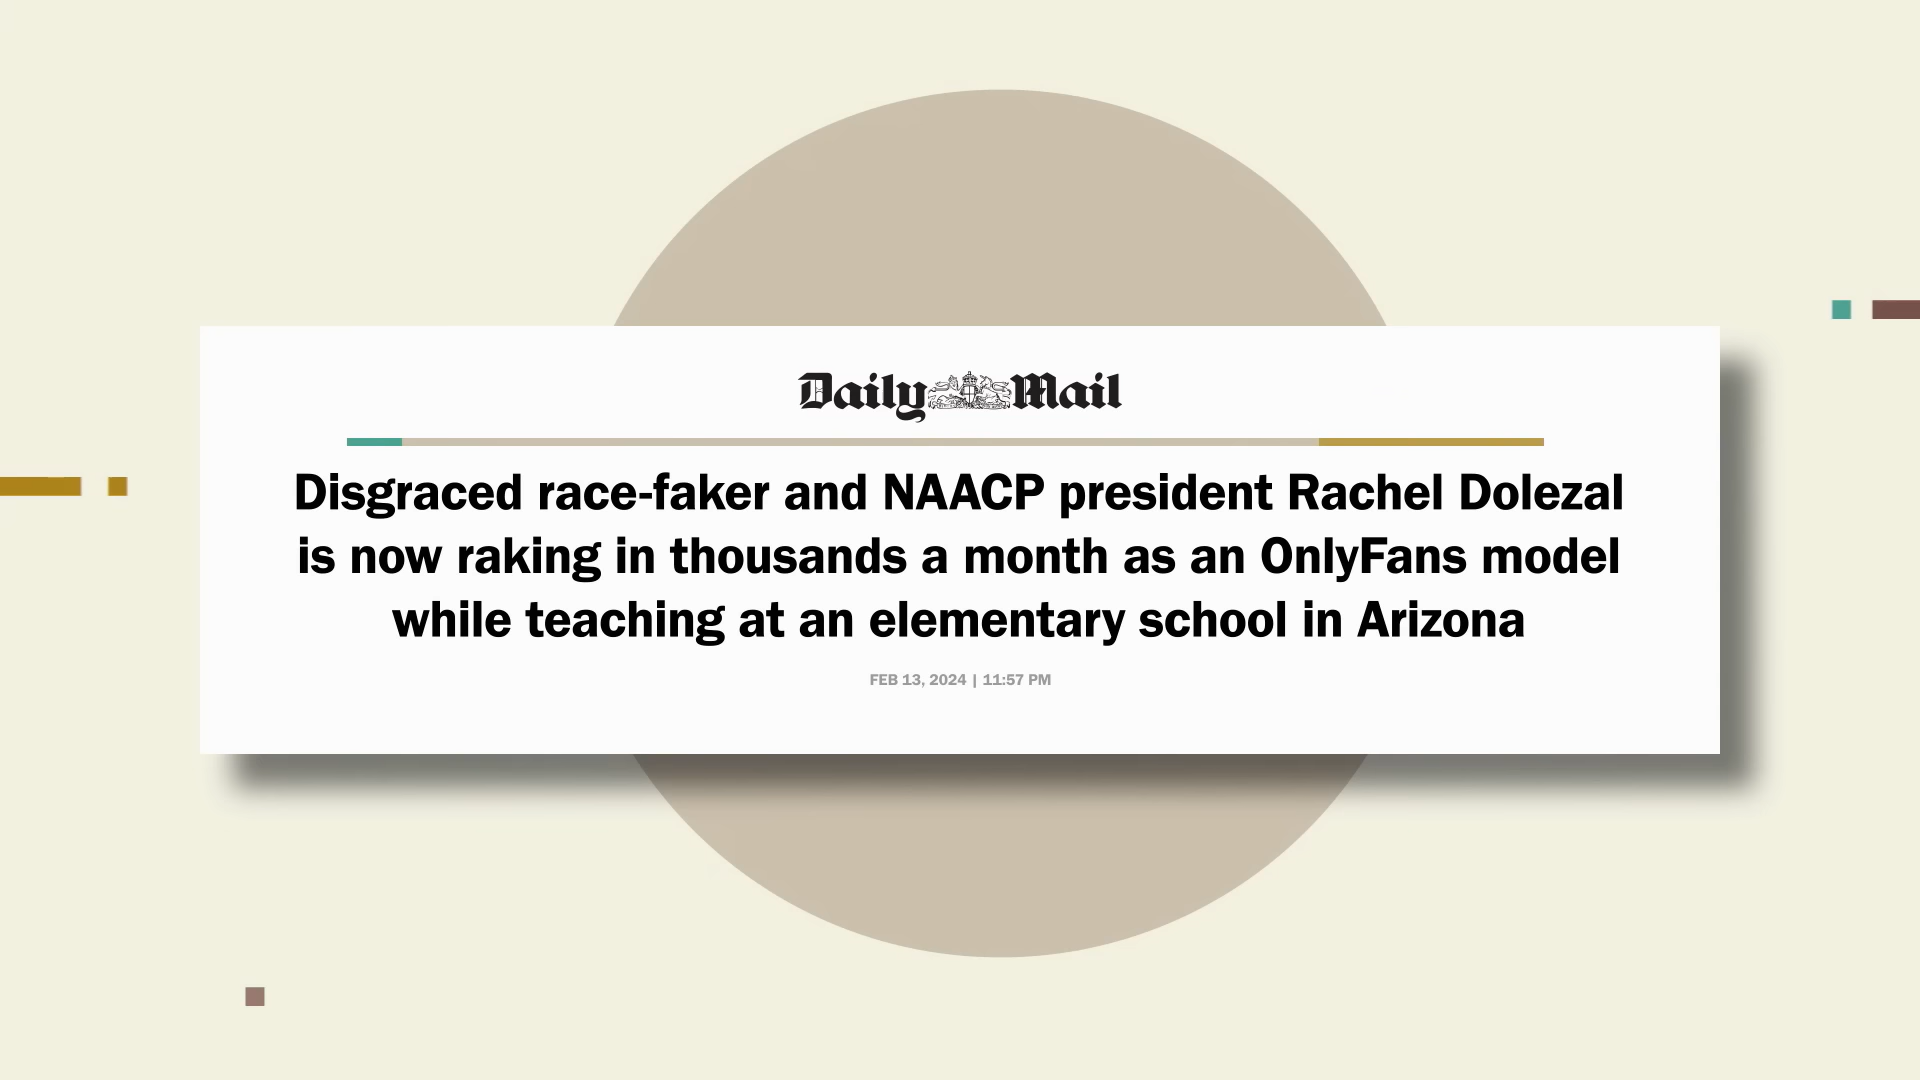 Daily Mail
Disgraced race-faker and NAACP president Rachel Dolezal
is now raking in thousands a month as an OnlyFans model
while teaching at an elementary school in Arizona
FEB 13, 2024 | 11:57 PM